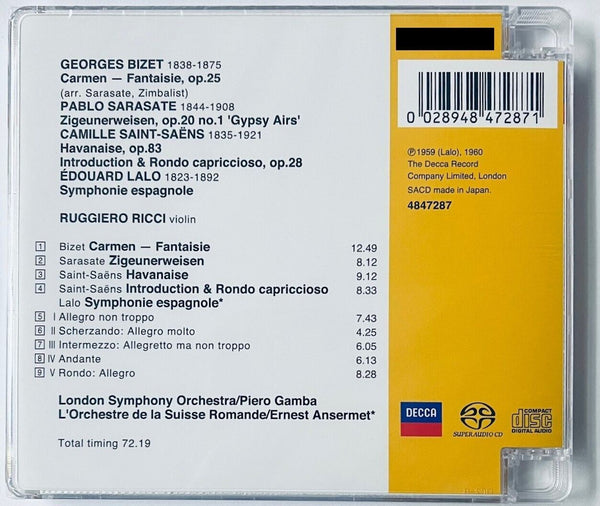 GEORGES BIZET 1838-1875
Carmen — Fantaisie, op.25
(arr. Sarasate, Zimbalist)
PABLO SARASATE 1844-1908
Zigeunerweisen, op.20 no.1 'Gypsy Airs'
CAMILLE SAINT-SAËNS 1835-1921
Havanaise, op.83
Introduction & Rondo capriccioso, op.28
ÉDOUARD LALO 1823-1892
Symphonie espagnole
RUGGIERO RICCI violin
1 Bizet Carmen — Fantaisie 12.49
2 Sarasate Zigeunerweisen 8.12
3 Saint-Saëns Havanaise 9.12
4 Saint-Saëns Introduction & Rondo capriccioso 8.33
Lalo Symphonie espagnole*
5 I Allegro non troppo 7.43
6 II Scherzando: Allegro molto 4.25
7 III Intermezzo: Allegretto ma non troppo 6.05
8 IV Andante 6.13
9 V Rondo: Allegro 8.28
London Symphony Orchestra/Piero Gamba
L'Orchestre de la Suisse Romande/Ernest Ansermet*
Total timing 72.19
0 028948 472871
℗ 1959 (Lalo), 1960
The Decca Record
Company Limited, London
SACD made in Japan.
4847287
DECCA
SUPER AUDIO CD
COMPACT
disc
DIGITAL AUDIO